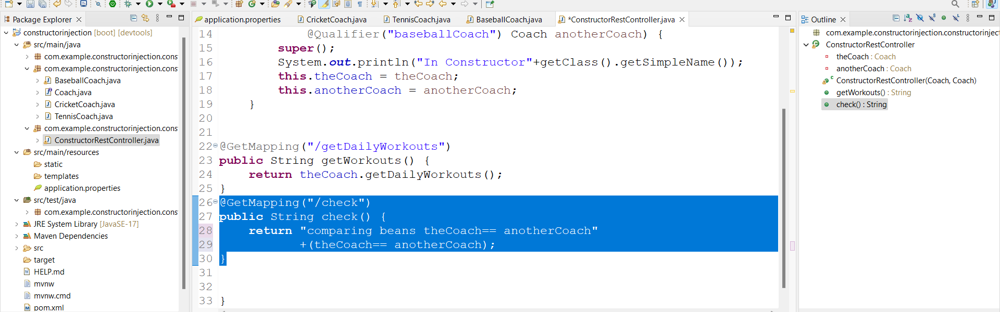 Package Explorer
constructorinjection [boot] [devtools]
src/main/java
com.example.constructorinjection.cons
com.example.constructorinjection.cons
BaseballCoach.java
Coach.java
CricketCoach.java
TennisCoach.java
com.example.constructorinjection.cons
ConstructorRestController.java
src/main/resources
static
templates
application.properties
src/test/java
com.example.constructorinjection.cons
JRE System Library [JavaSE-17]
Maven Dependencies
src
target
HELP.md
mvnw
mvnw.cmd
pom.xml
application.properties
CricketCoach.java
TennisCoach.java
BaseballCoach.java
*ConstructorRestController.java
14 @Qualifier("baseballCoach") Coach anotherCoach) {
15 super();
16 System.out.println("In Constructor"+getClass().getSimpleName());
17 this.theCoach = theCoach;
18 this.anotherCoach = anotherCoach;
19 }
20
21
22 @GetMapping("/getDailyWorkouts")
23 public String getWorkouts() {
24 return theCoach.getDailyWorkouts();
25 }
26 @GetMapping("/check")
27 public String check() {
28 return "comparing beans theCoach== anotherCoach"
29 +(theCoach== anotherCoach);
30 }
31
32
33 }
Outline
com.example.constructorinjection.constructorinject
ConstructorRestController
theCoach : Coach
anotherCoach : Coach
ConstructorRestController(Coach, Coach)
getWorkouts() : String
check() : String